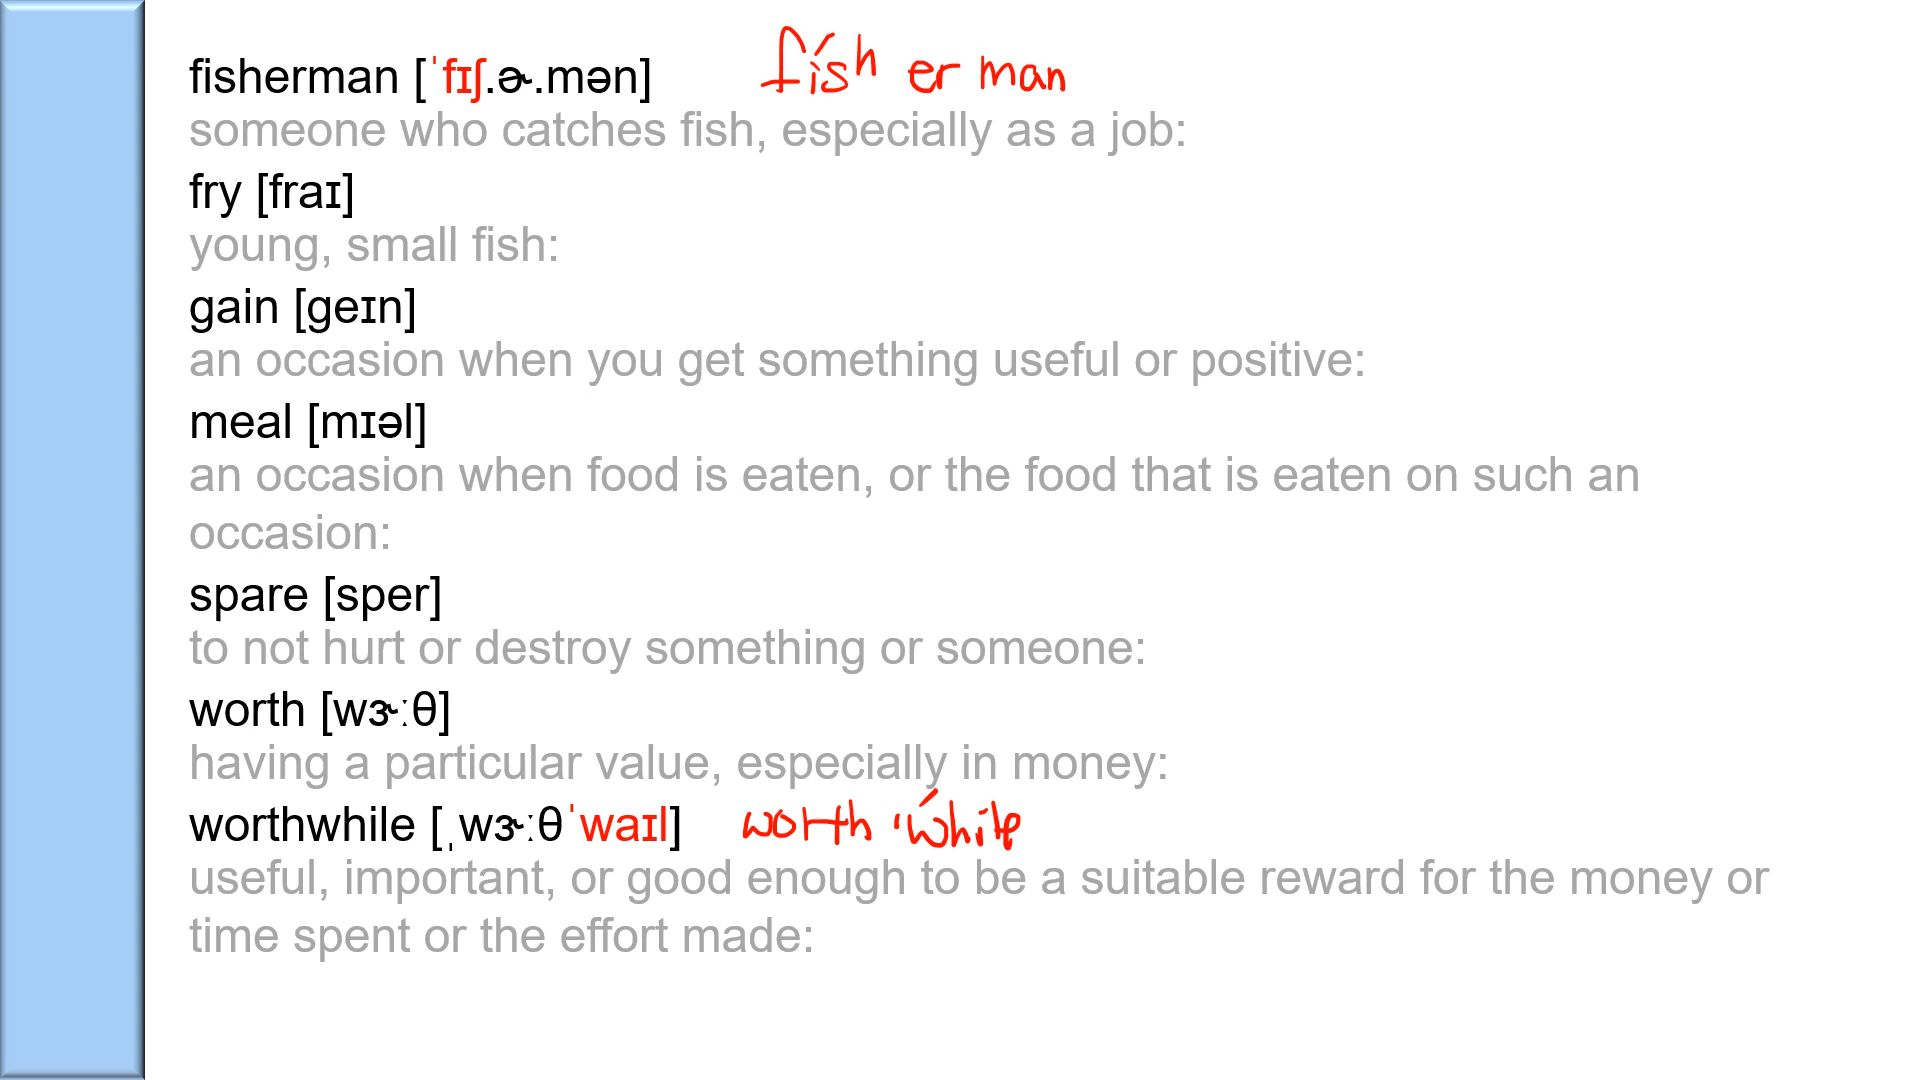 fisherman [ˈfɪʃ.ɚ.mən] físh er man
someone who catches fish, especially as a job:
fry [fraɪ]
young, small fish:
gain [ɡeɪn]
an occasion when you get something useful or positive:
meal [mɪəl]
an occasion when food is eaten, or the food that is eaten on such an
occasion:
spare [sper]
to not hurt or destroy something or someone:
worth [wɝːθ]
having a particular value, especially in money:
worthwhile [ˌwɝːθˈwaɪl] worth ˈwhile
useful, important, or good enough to be a suitable reward for the money or
time spent or the effort made: